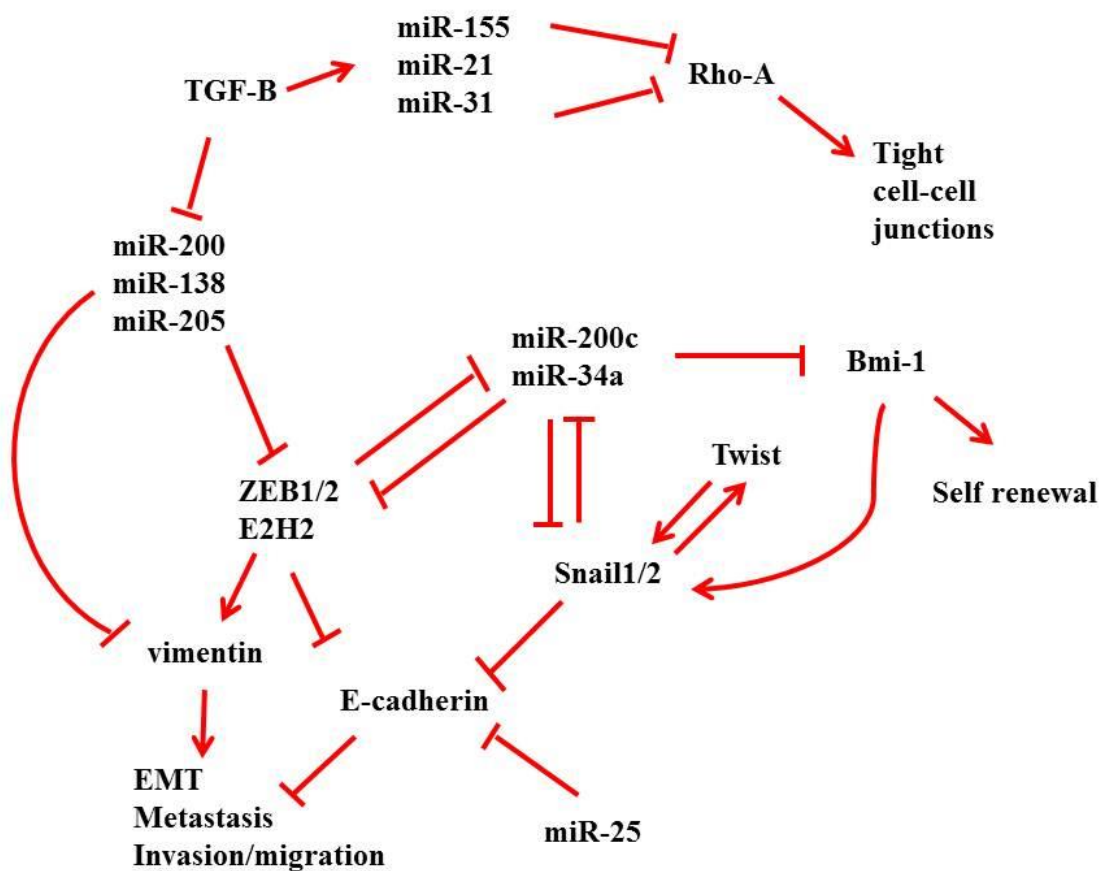 miR-155
miR-21
miR-31
TGF-B
Rho-A
Tight
cell-cell
junctions
miR-200
miR-138
miR-205
miR-200c
miR-34a
Bmi-1
Twist
Self renewal
ZEB1/2
E2H2
Snail1/2
vimentin
E-cadherin
EMT
Metastasis
Invasion/migration
miR-25